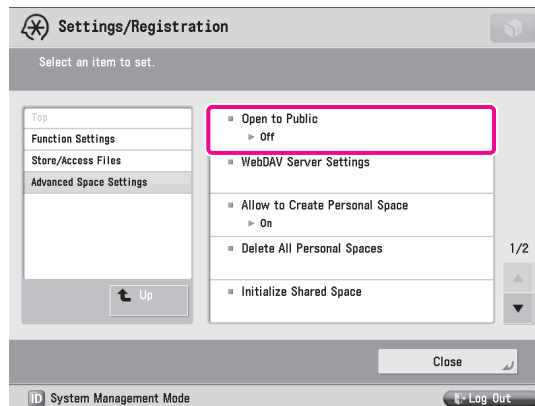 Settings/Registration
Select an item to set.
Top
Function Settings
Store/Access Files
Advanced Space Settings
Up
Open to Public
► Off
WebDAV Server Settings
Allow to Create Personal Space
► On
Delete All Personal Spaces
Initialize Shared Space
1/2
Close
ID System Management Mode
Log Out